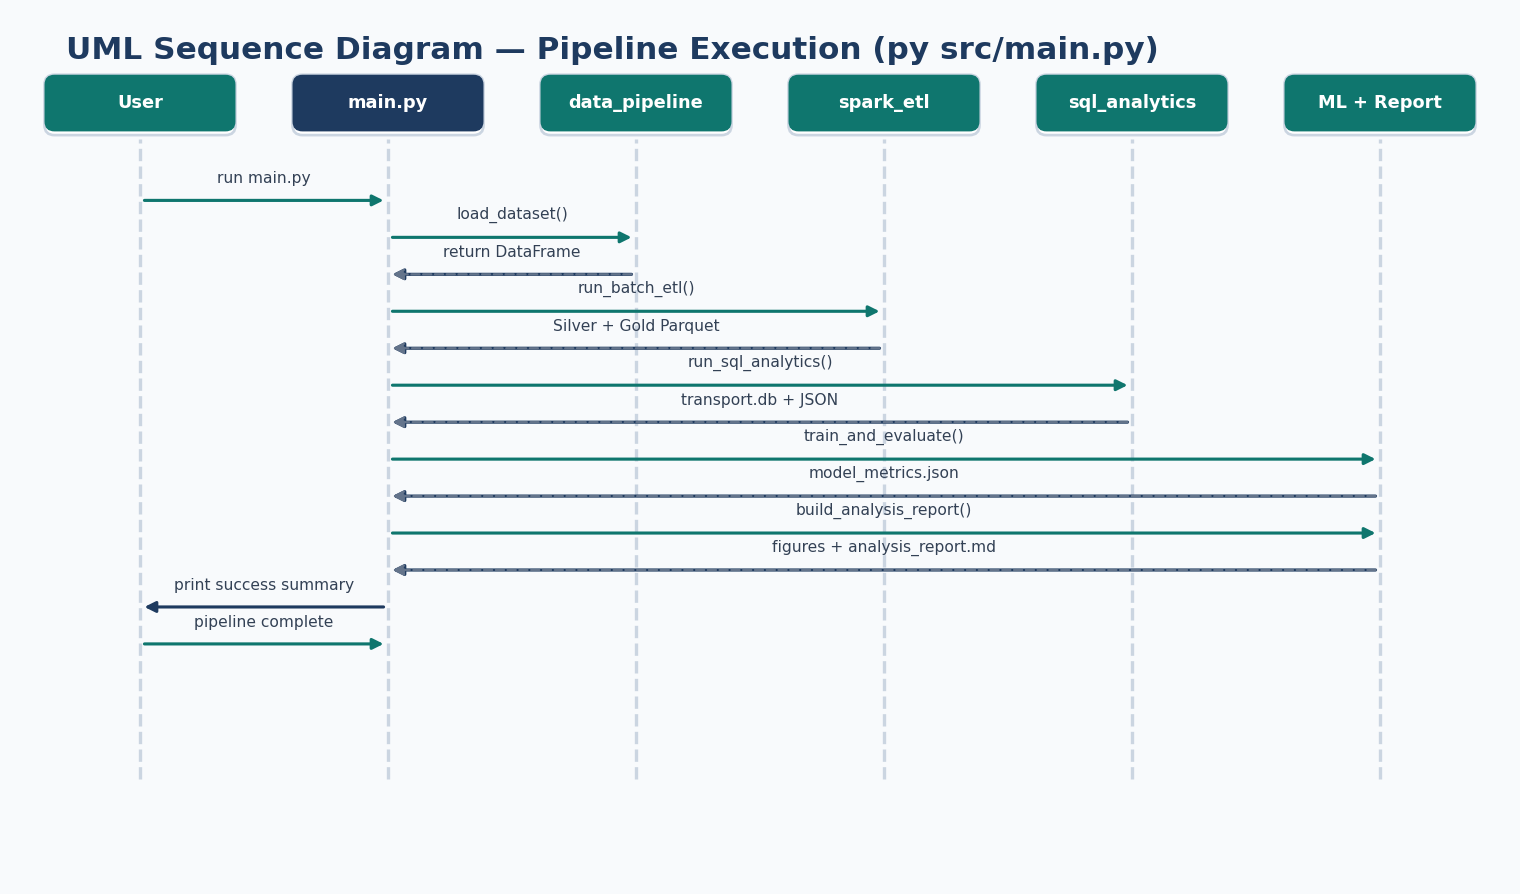 UML Sequence Diagram — Pipeline Execution (py src/main.py)
User
main.py
data_pipeline
spark_etl
sql_analytics
ML + Report
run main.py
load_dataset()
return DataFrame
run_batch_etl()
Silver + Gold Parquet
run_sql_analytics()
transport.db + JSON
train_and_evaluate()
model_metrics.json
build_analysis_report()
figures + analysis_report.md
print success summary
pipeline complete